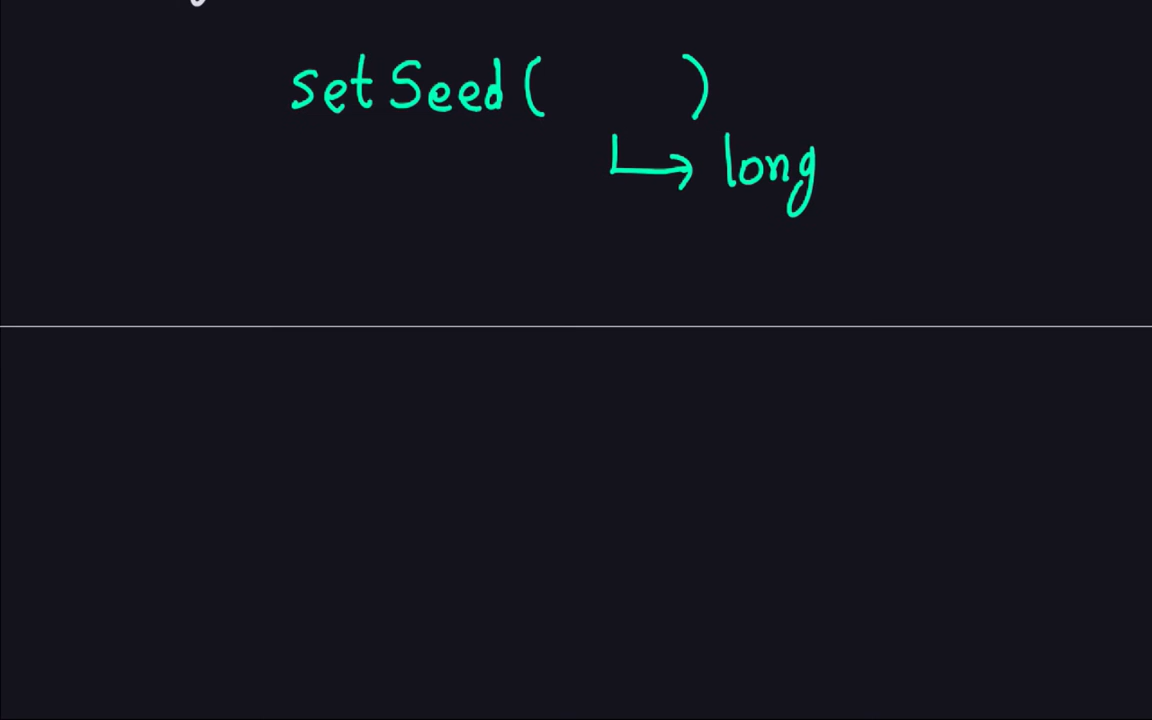 setSeed( )
↳ long